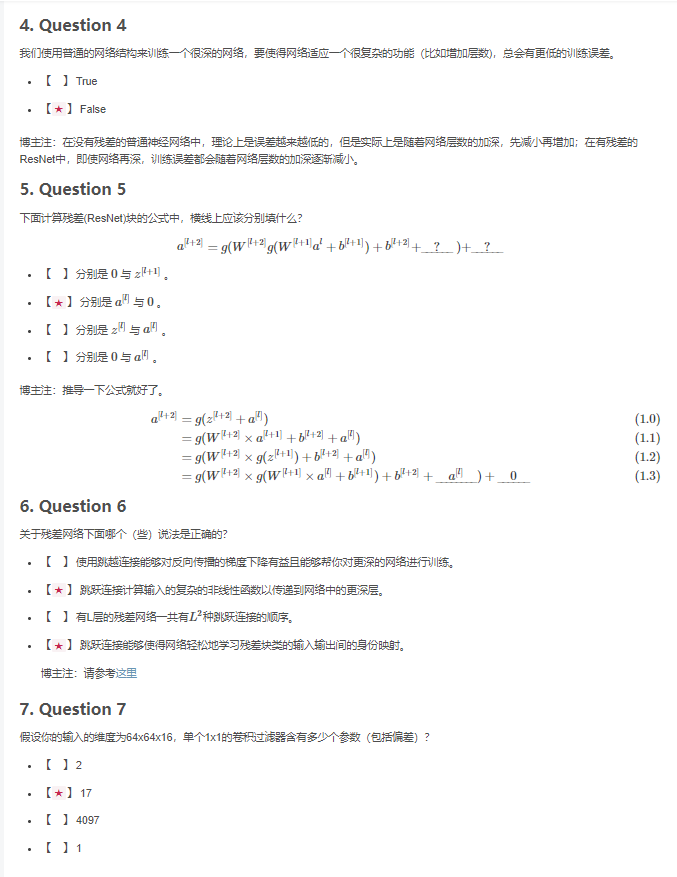 4. Question 4
我们使用普通的网络结构来训练一个很深的网络，要使得网络适应一个很复杂的功能（比如增加层数)，总会有更低的训练误差。
• 【 】True
• 【★】False
博主注：在没有残差的普通神经网络中，理论上是误差越来越低的，但是实际上是随着网络层数的加深，先减小再增加；在有残差的
ResNet中，即使网络再深，训练误差都会随着网络层数的加深逐渐减小。
5. Question 5
下面计算残差(ResNet)块的公式中，横线上应该分别填什么？
a^{[l+2]} = g(W^{[l+2]}g(W^{[l+1]}a^l + b^{[l+1]}) + b^{[l+2]}+__?__ )+__?__
• 【 】分别是 0 与 z^{[l+1]} 。
• 【★】分别是 a^{[l]} 与 0 。
• 【 】分别是 z^{[l]} 与 a^{[l]} 。
• 【 】分别是 0 与 a^{[l]} 。
博主注：推导一下公式就好了。
a^{[l+2]} = g(z^{[l+2]} + a^{[l]}) (1.0)
= g(W^{[l+2]} × a^{[l+1]} + b^{[l+2]} + a^{[l]}) (1.1)
= g(W^{[l+2]} × g(z^{[l+1]}) + b^{[l+2]} + a^{[l]}) (1.2)
= g(W^{[l+2]} × g(W^{[l+1]} × a^{[l]} + b^{[l+1]}) + b^{[l+2]} + __a^{[l]}__) + __0__ (1.3)
6. Question 6
关于残差网络下面哪个（些）说法是正确的？
• 【 】使用跳越连接能够对反向传播的梯度下降有益且能够帮你对更深的网络进行训练。
• 【★】跳跃连接计算输入的复杂的非线性函数以传递到网络中的更深层。
• 【 】有L层的残差网络一共有L^2种跳跃连接的顺序。
• 【★】跳跃连接能够使得网络轻松地学习残差块类的输入输出间的身份映射。
博主注：请参考这里
7. Question 7
假设你的输入的维度为64x64x16，单个1x1的卷积过滤器含有多少个参数（包括偏差）？
• 【 】2
• 【★】17
• 【 】4097
• 【 】1